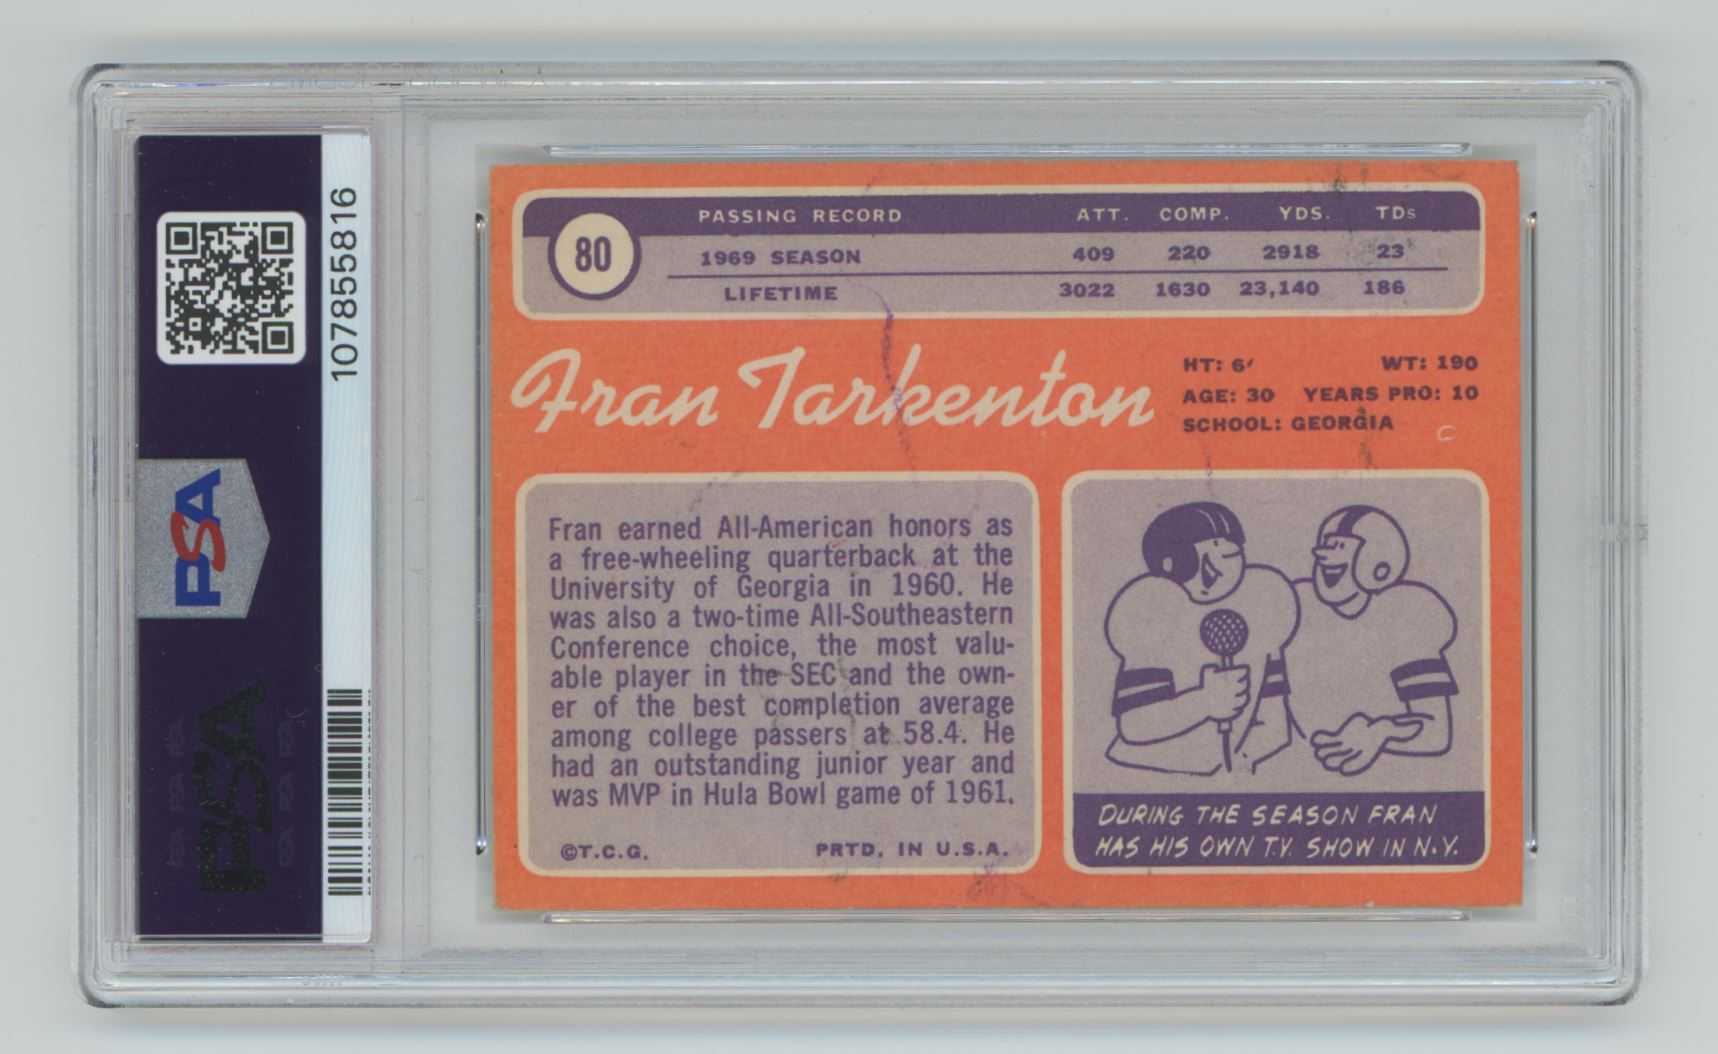 107855816
PSA
PSA
80
PASSING RECORD ATT. COMP. YDS. TDs
1969 SEASON 409 220 2918 23
LIFETIME 3022 1630 23,140 186
Fran Tarkenton
HT: 6' WT: 190
AGE: 30 YEARS PRO: 10
SCHOOL: GEORGIA
Fran earned All-American honors as
a free-wheeling quarterback at the
University of Georgia in 1960. He
was also a two-time All-Southeastern
Conference choice, the most valu-
able player in the SEC and the own-
er of the best completion average
among college passers at 58.4. He
had an outstanding junior year and
was MVP in Hula Bowl game of 1961.
©T.C.G. PRTD. IN U.S.A.
DURING THE SEASON FRAN
HAS HIS OWN T.V. SHOW IN N.Y.